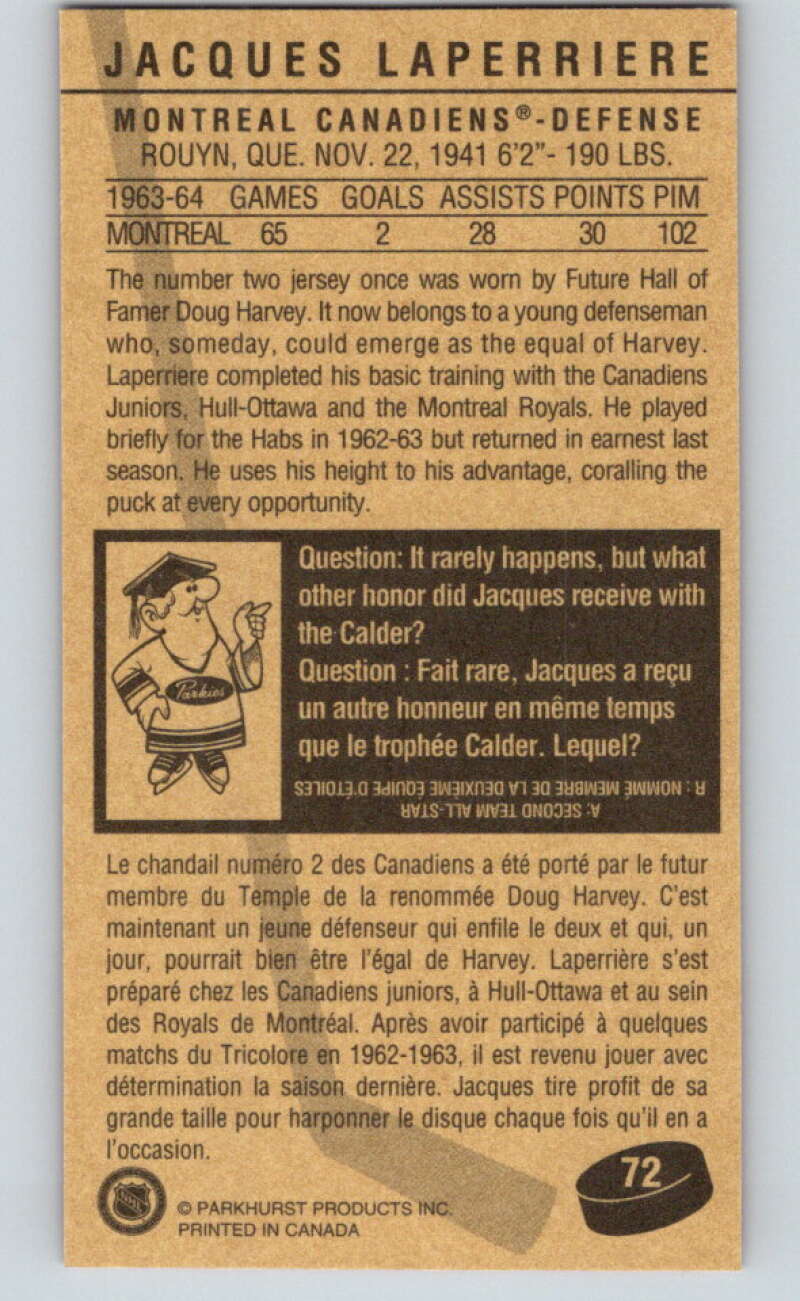 JACQUES LAPERRIERE
MONTREAL CANADIENS®-DEFENSE
ROUYN, QUE. NOV. 22, 1941 6'2"- 190 LBS.
1963-64 GAMES GOALS ASSISTS POINTS PIM
MONTREAL 65 2 28 30 102
The number two jersey once was worn by Future Hall of
Famer Doug Harvey. It now belongs to a young defenseman
who, someday, could emerge as the equal of Harvey.
Laperriere completed his basic training with the Canadiens
Juniors, Hull-Ottawa and the Montreal Royals. He played
briefly for the Habs in 1962-63 but returned in earnest last
season. He uses his height to his advantage, coralling the
puck at every opportunity.
Parkies
Question: It rarely happens, but what
other honor did Jacques receive with
the Calder?
Question : Fait rare, Jacques a reçu
un autre honneur en même temps
que le trophée Calder. Lequel?
A: SECOND TEAM ALL-STAR
R : NOMMÉ MEMBRE DE LA DEUXIEME EQUIPE D'ÉTOILES
Le chandail numéro 2 des Canadiens a été porté par le futur
membre du Temple de la renommée Doug Harvey. C'est
maintenant un jeune défenseur qui enfile le deux et qui, un
jour, pourrait bien être l'égal de Harvey. Laperrière s'est
préparé chez les Canadiens juniors, à Hull-Ottawa et au sein
des Royals de Montréal. Après avoir participé à quelques
matchs du Tricolore en 1962-1963, il est revenu jouer avec
détermination la saison dernière. Jacques tire profit de sa
grande taille pour harponner le disque chaque fois qu'il en a
l'occasion.
72
NHL
© PARKHURST PRODUCTS INC.
PRINTED IN CANADA